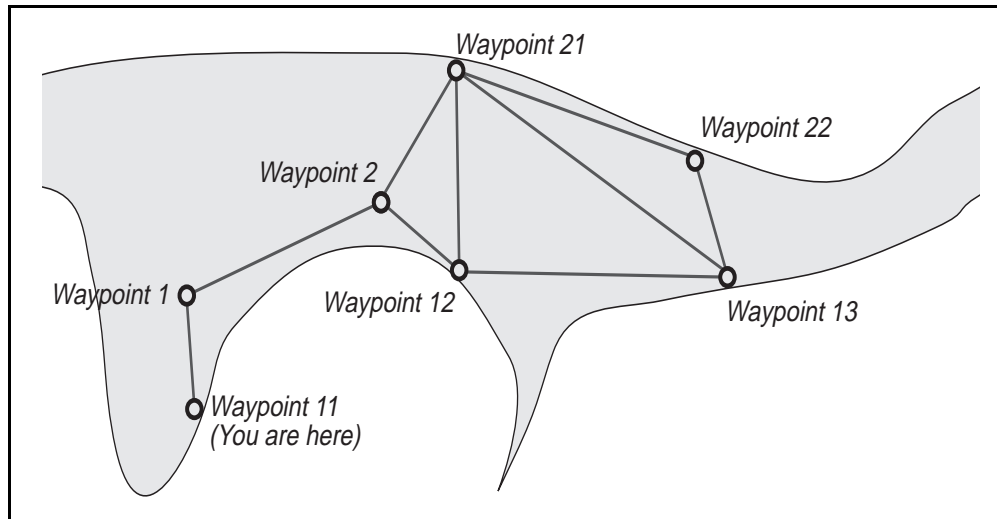 Waypoint 21
Waypoint 22
Waypoint 2
Waypoint 1
Waypoint 12
Waypoint 13
Waypoint 11
(You are here)